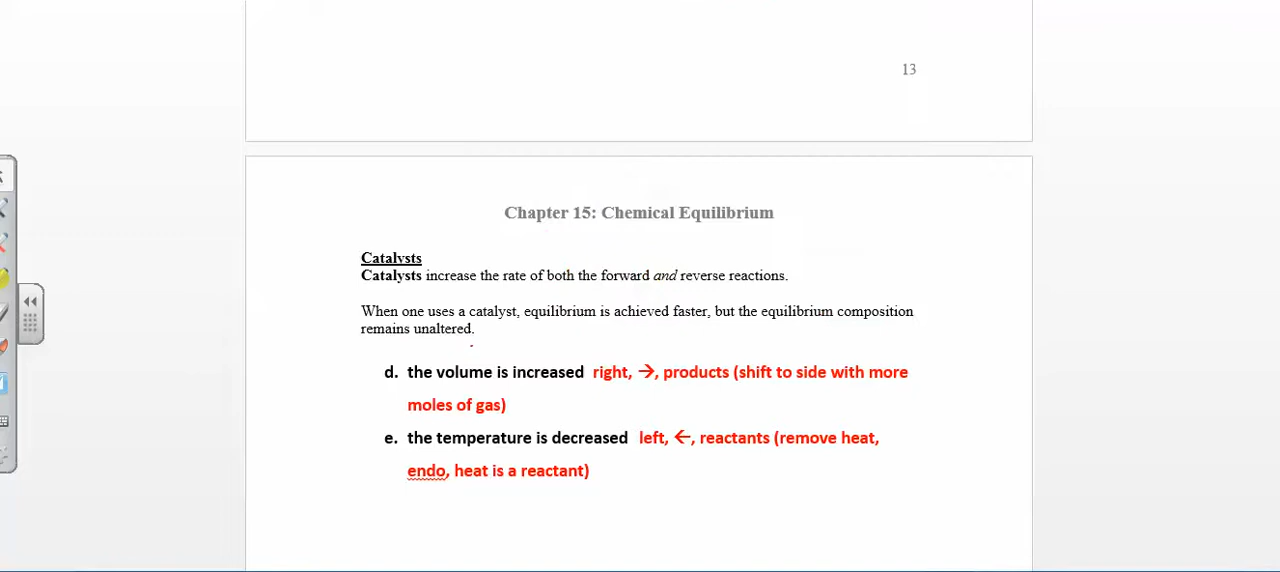 13
Chapter 15: Chemical Equilibrium
Catalysts
Catalysts increase the rate of both the forward and reverse reactions.
When one uses a catalyst, equilibrium is achieved faster, but the equilibrium composition
remains unaltered.
d. the volume is increased right, →, products (shift to side with more
moles of gas)
e. the temperature is decreased left, ←, reactants (remove heat,
endo, heat is a reactant)